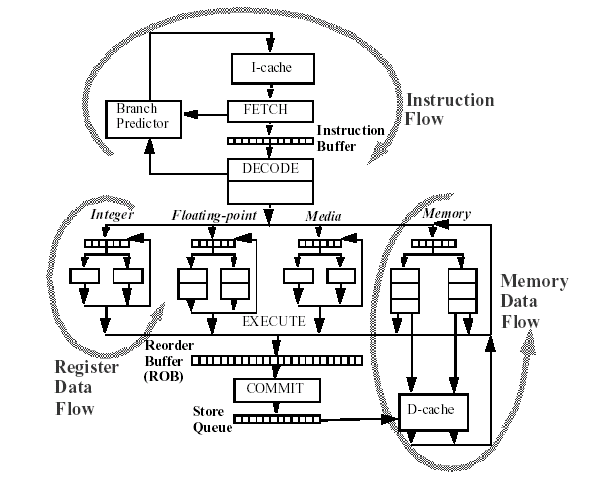 I-cache
Branch
Predictor
FETCH
Instruction
Flow
Instruction
Buffer
DECODE
Integer
Floating-point
Media
Memory
EXECUTE
Memory
Data
Flow
Reorder
Buffer
(ROB)
Register
Data
Flow
COMMIT
Store
Queue
D-cache